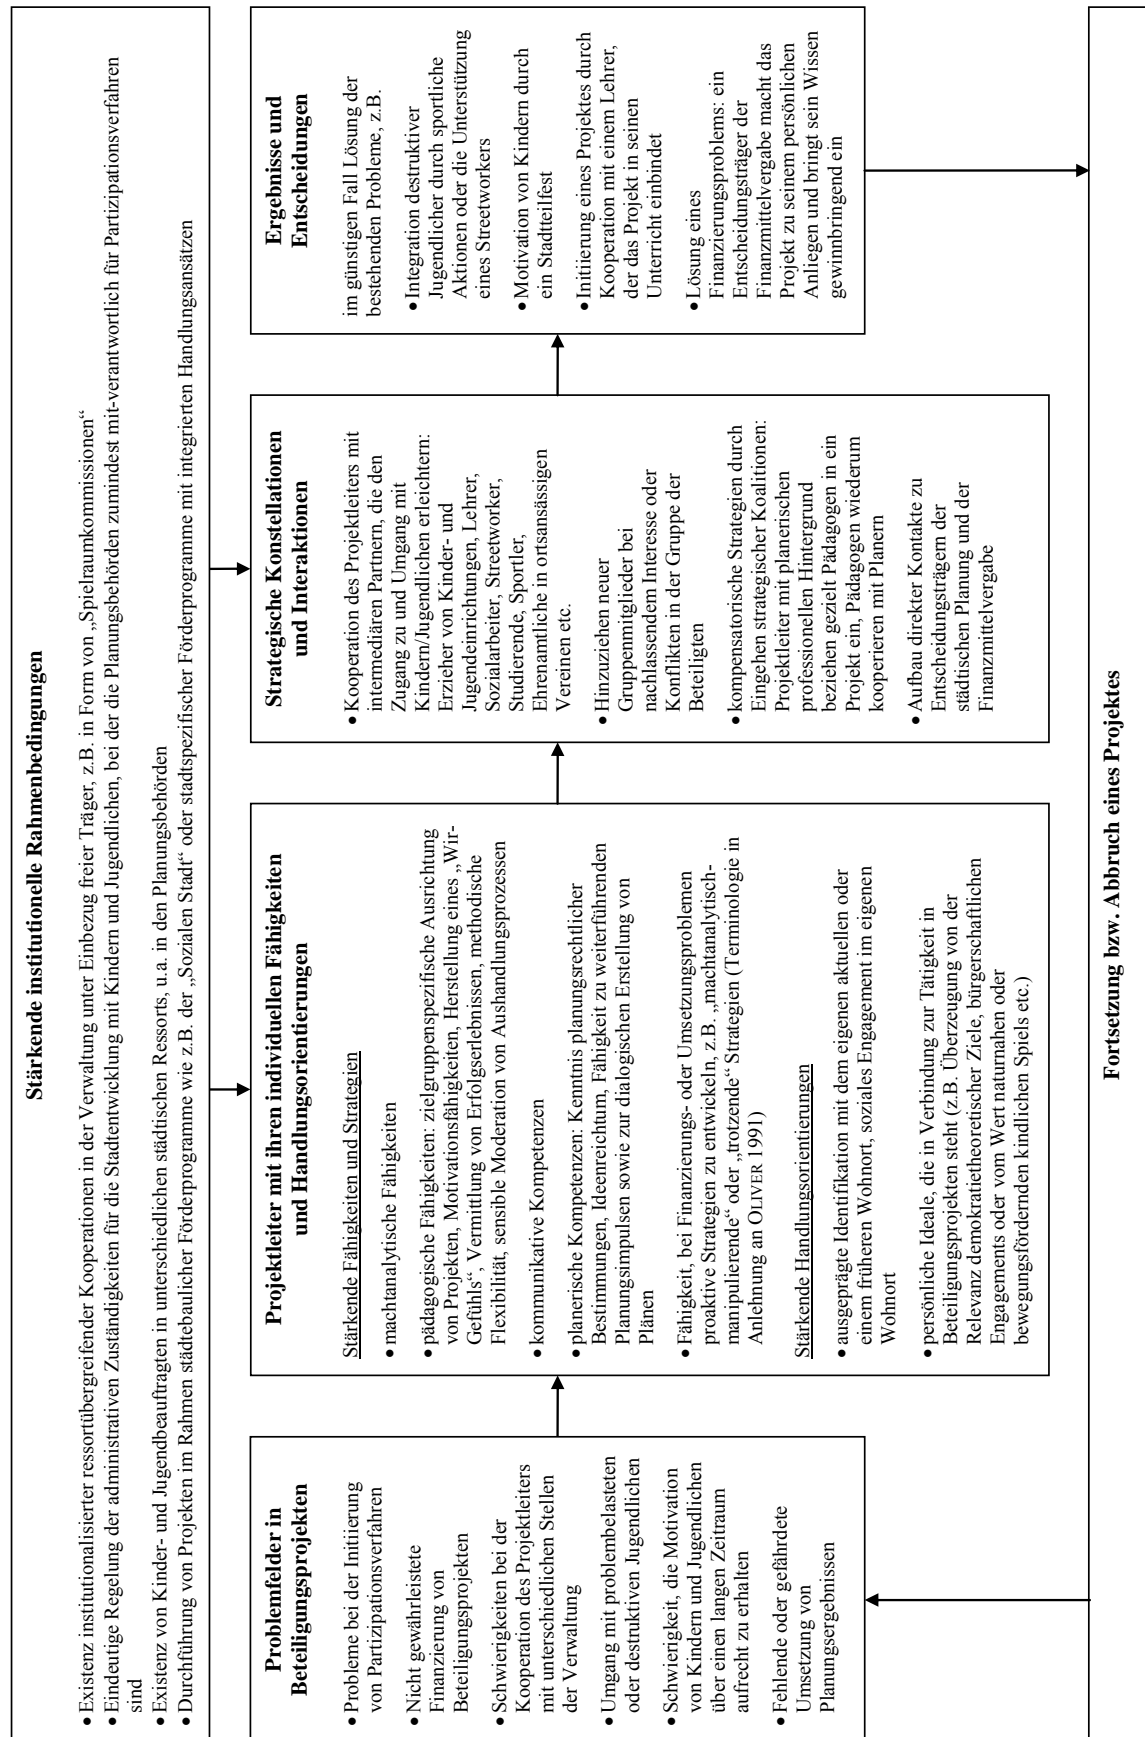 Stärkende institutionelle Rahmenbedingungen
• Existenz institutionalisierter ressortübergreifender Kooperationen in der Verwaltung unter Einbezug freier Träger, z.B. in Form von „Spielraumkommissionen“
• Eindeutige Regelung der administrativen Zuständigkeiten für die Stadtentwicklung mit Kindern und Jugendlichen, bei der die Planungsbehörden zumindest mit-verantwortlich für Partizipationsverfahren
sind
• Existenz von Kinder- und Jugendbeauftragten in unterschiedlichen städtischen Ressorts, u.a. in den Planungsbehörden
• Durchführung von Projekten im Rahmen städtebaulicher Förderprogramme wie z.B. der „Sozialen Stadt“ oder stadtspezifischer Förderprogramme mit integrierten Handlungsansätzen
Problemfelder in
Beteiligungsprojekten
• Probleme bei der Initiierung
von Partizipationsverfahren
• Nicht gewährleistete
Finanzierung von
Beteiligungsprojekten
• Schwierigkeiten bei der
Kooperation des Projektleiters
mit unterschiedlichen Stellen
der Verwaltung
• Umgang mit problembelasteten
oder destruktiven Jugendlichen
• Schwierigkeit, die Motivation
von Kindern und Jugendlichen
über einen langen Zeitraum
aufrecht zu erhalten
• Fehlende oder gefährdete
Umsetzung von
Planungsergebnissen
Projektleiter mit ihren individuellen Fähigkeiten
und Handlungsorientierungen
Stärkende Fähigkeiten und Strategien
• machtanalytische Fähigkeiten
• pädagogische Fähigkeiten: zielgruppenspezifische Ausrichtung
von Projekten, Motivationsfähigkeiten, Herstellung eines „Wir-
Gefühls“, Vermittlung von Erfolgserlebnissen, methodische
Flexibilität, sensible Moderation von Aushandlungsprozessen
• kommunikative Kompetenzen
• planerische Kompetenzen: Kenntnis planungsrechtlicher
Bestimmungen, Ideenreichtum, Fähigkeit zu weiterführenden
Planungsimpulsen sowie zur dialogischen Erstellung von
Plänen
• Fähigkeit, bei Finanzierungs- oder Umsetzungsproblemen
proaktive Strategien zu entwickeln, z.B. „machtanalytisch-
manipulierende“ oder „trotzende“ Strategien (Terminologie in
Anlehnung an OLIVER 1991)
Stärkende Handlungsorientierungen
• ausgeprägte Identifikation mit dem eigenen aktuellen oder
einem früheren Wohnort, soziales Engagement im eigenen
Wohnort
• persönliche Ideale, die in Verbindung zur Tätigkeit in
Beteiligungsprojekten steht (z.B. Überzeugung von der
Relevanz demokratietheoretischer Ziele, bürgerschaftlichen
Engagements oder vom Wert naturnahen oder
bewegungsfördernden kindlichen Spiels etc.)
Strategische Konstellationen
und Interaktionen
• Kooperation des Projektleiters mit
intermediären Partnern, die den
Zugang zu und Umgang mit
Kindern/Jugendlichen erleichtern:
Erzieher von Kinder- und
Jugendeinrichtungen, Lehrer,
Sozialarbeiter, Streetworker,
Studierende, Sportler,
Ehrenamtliche in ortsansässigen
Vereinen etc.
• Hinzuziehen neuer
Gruppenmitglieder bei
nachlassendem Interesse oder
Konflikten in der Gruppe der
Beteiligten
• kompensatorische Strategien durch
Eingehen strategischer Koalitionen:
Projektleiter mit planerischen
professionellen Hintergrund
beziehen gezielt Pädagogen in ein
Projekt ein, Pädagogen wiederum
kooperieren mit Planern
• Aufbau direkter Kontakte zu
Entscheidungsträgern der
städtischen Planung und der
Finanzmittelvergabe
Ergebnisse und
Entscheidungen
im günstigen Fall Lösung der
bestehenden Probleme, z.B.
• Integration destruktiver
Jugendlicher durch sportliche
Aktionen oder die Unterstützung
eines Streetworkers
• Motivation von Kindern durch
ein Stadtteilfest
• Initiierung eines Projektes durch
Kooperation mit einem Lehrer,
der das Projekt in seinen
Unterricht einbindet
• Lösung eines
Finanzierungsproblems: ein
Entscheidungsträger der
Finanzmittelvergabe macht das
Projekt zu seinem persönlichen
Anliegen und bringt sein Wissen
gewinnbringend ein
Fortsetzung bzw. Abbruch eines Projektes